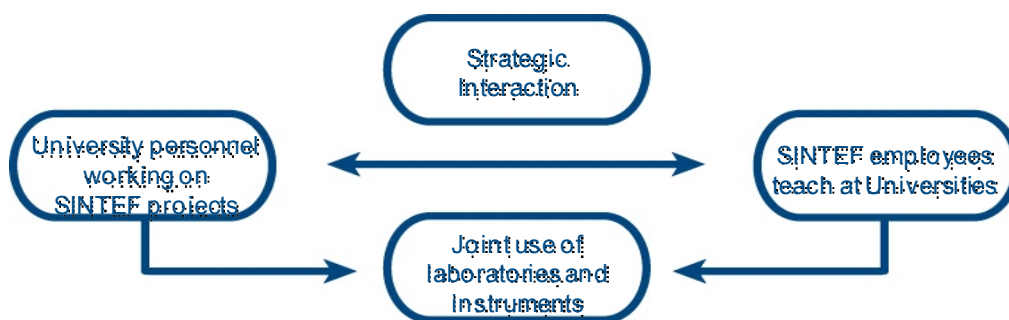 Strategic
Interaction
University personnel
working on
SINTEF projects
SINTEF employees
teach at Universities
Joint use of
laboratories and
Instruments